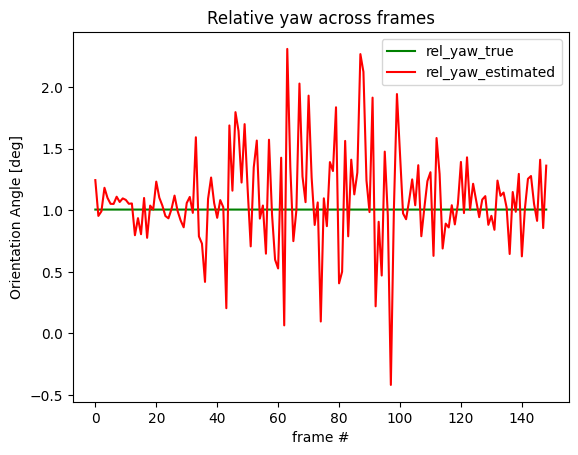 Relative yaw across frames
rel_yaw_true
rel_yaw_estimated
Orientation Angle [deg]
2.0
1.5
1.0
0.5
0.0
−0.5
0 20 40 60 80 100 120 140
frame #